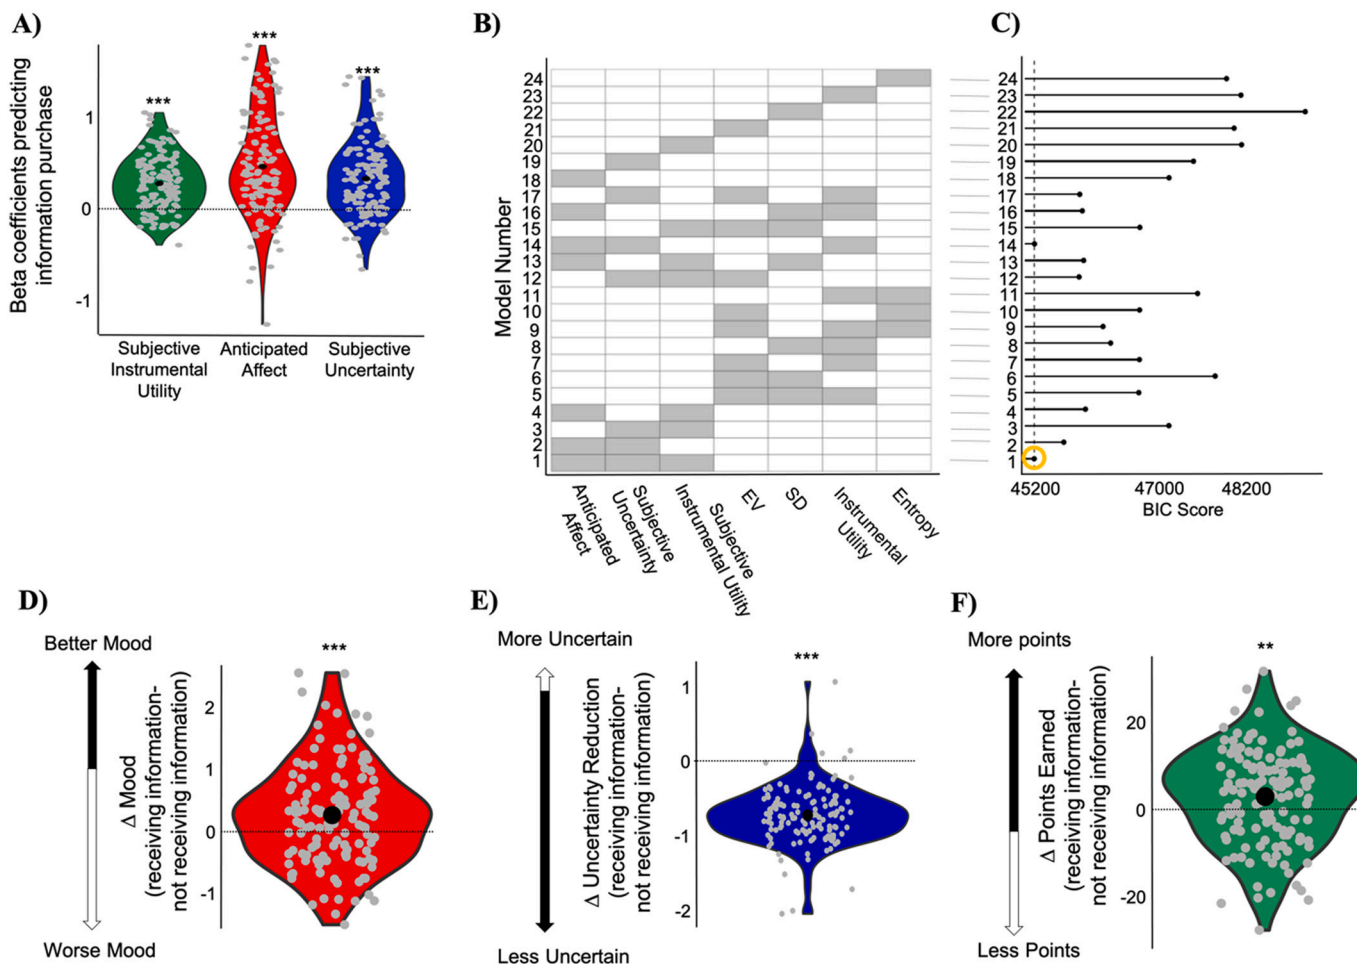 A)
Beta coefficients predicting
information purchase
1
0
-1
***
***
***
Subjective
Instrumental
Utility
Anticipated
Affect
Subjective
Uncertainty
B)
Model Number
24
23
22
21
20
19
18
17
16
15
14
13
12
11
10
9
8
7
6
5
4
3
2
1
Anticipated
Affect
Subjective
Uncertainty
Subjective
Instrumental Utility
EV
SD
Instrumental
Utility
Entropy
C)
24
23
22
21
20
19
18
17
16
15
14
13
12
11
10
9
8
7
6
5
4
3
2
1
45200
47000
48200
BIC Score
D)
Better Mood
Worse Mood
Δ Mood
(receiving information-
not receiving information)
***
2
1
0
-1
E)
More Uncertain
Less Uncertain
Δ Uncertainty Reduction
(receiving information-
not receiving information)
***
1
0
-1
-2
F)
More points
Less Points
Δ Points Earned
(receiving information-
not receiving information)
**
20
0
-20